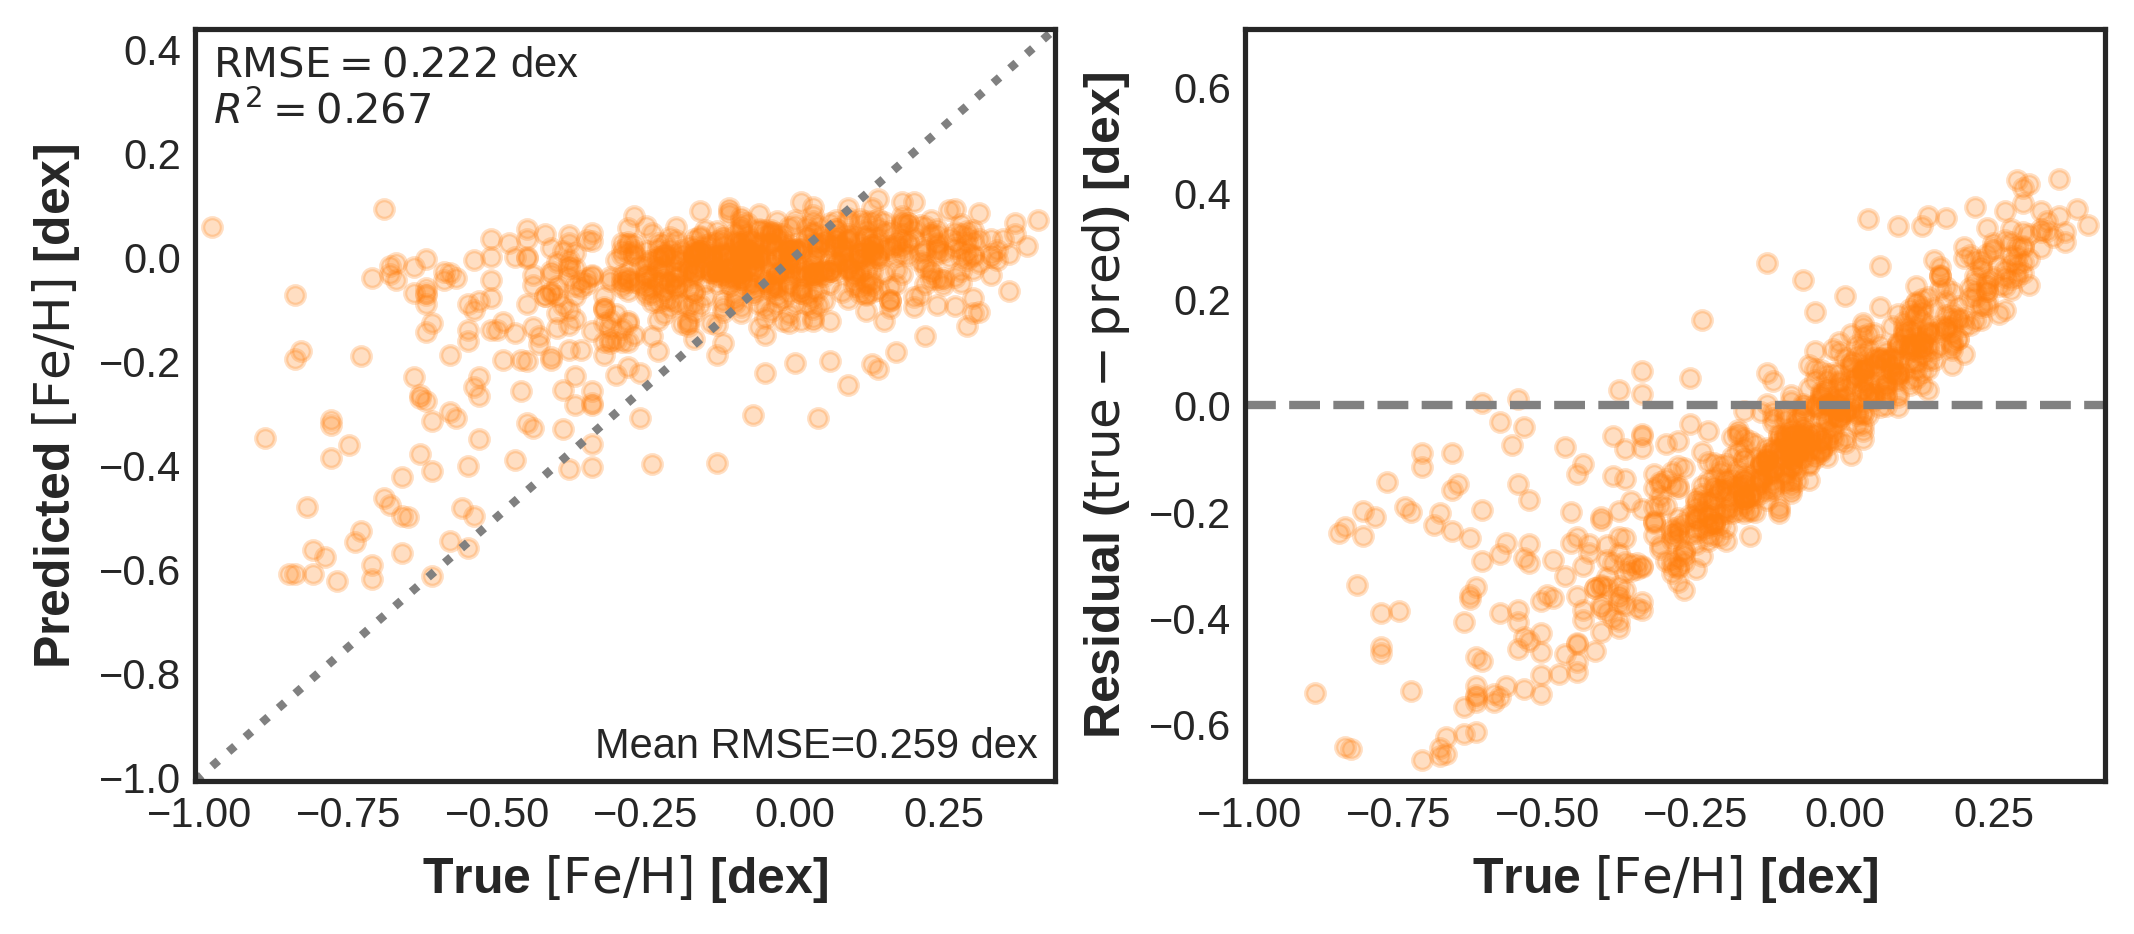 RMSE = 0.222 dex
R² = 0.267
Mean RMSE=0.259 dex
0.4
0.2
0.0
−0.2
−0.4
−0.6
−0.8
−1.0
−1.00 −0.75 −0.50 −0.25 0.00 0.25
Predicted [Fe/H] [dex]
True [Fe/H] [dex]
0.6
0.4
0.2
0.0
−0.2
−0.4
−0.6
−1.00 −0.75 −0.50 −0.25 0.00 0.25
Residual (true − pred) [dex]
True [Fe/H] [dex]